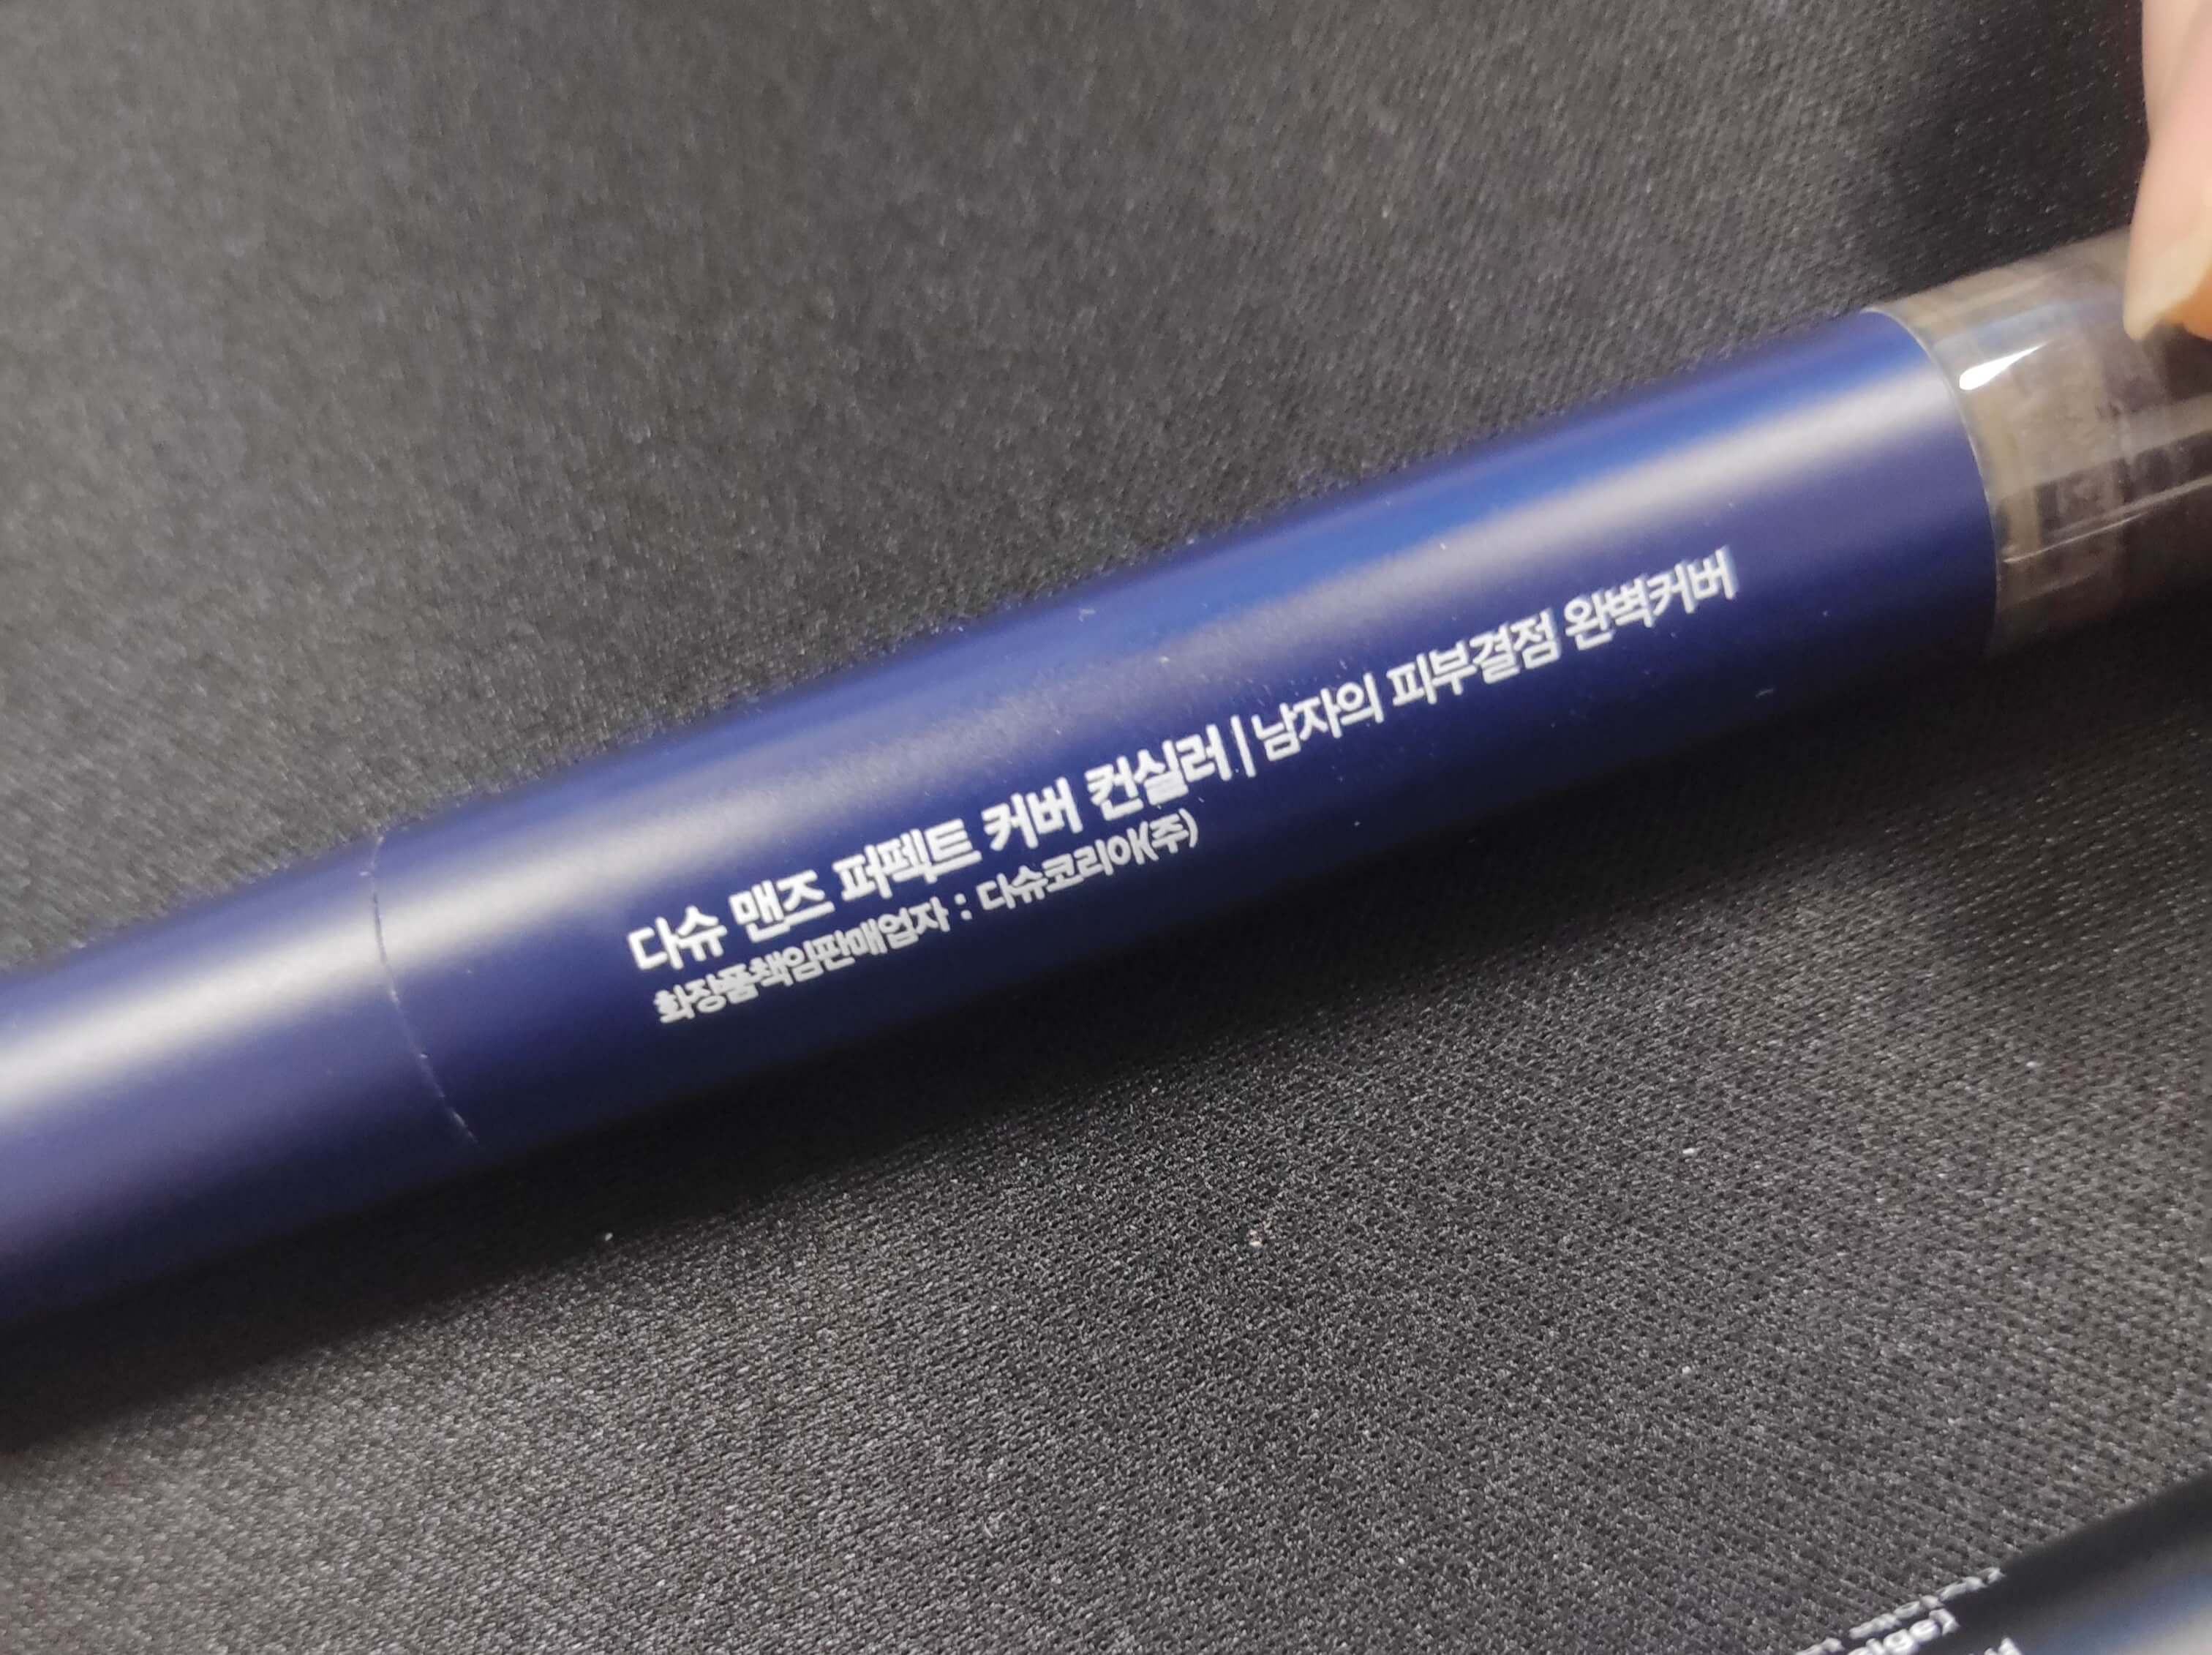 다슈 맨즈 퍼펙트 커버 컨실러 | 남자의 피부결점 완벽커버
화장품책임판매업자 : 다슈코리아(주)
eige)